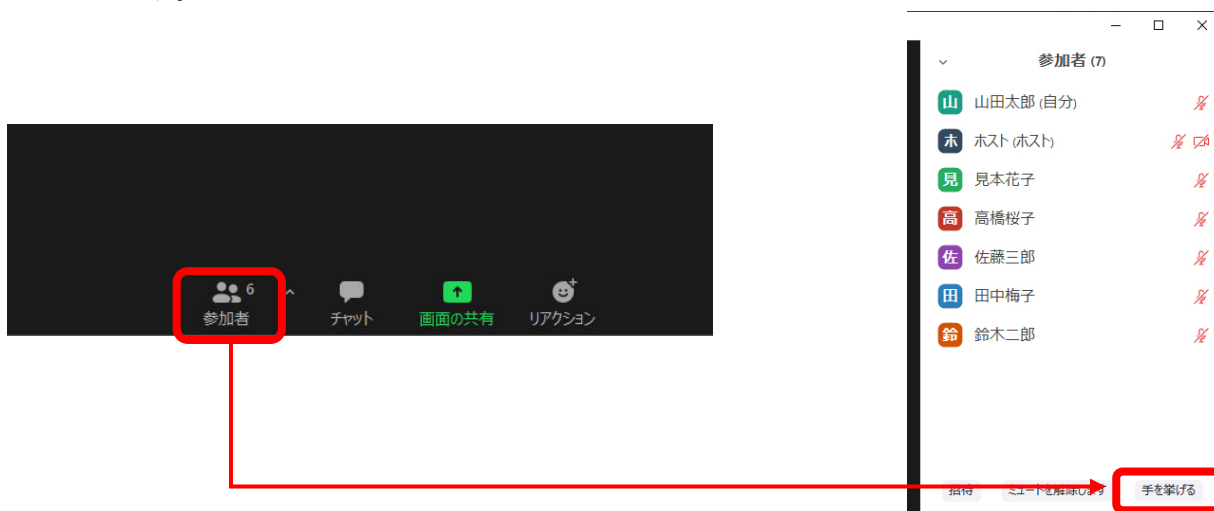 参加者 (7)
山 山田太郎 (自分)
ホ ホスト (ホスト)
見 見本花子
高 高橋桜子
佐 佐藤三郎
田 田中梅子
鈴 鈴木二郎
6
参加者 チャット 画面の共有 リアクション
招待 ミュートを解除します 手を挙げる